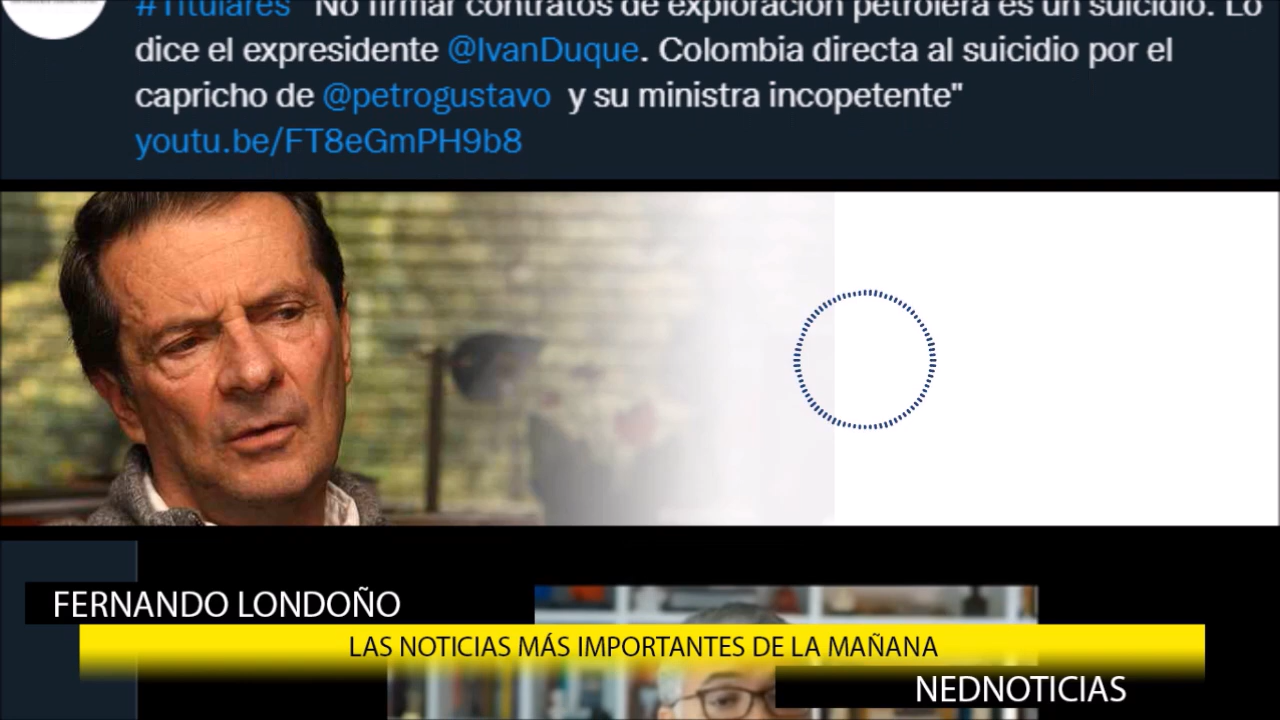 #Titulares "No firmar contratos de exploración petrolera es un suicidio. Lo
dice el expresidente @IvanDuque. Colombia directa al suicidio por el
capricho de @petrogustavo y su ministra incopetente"
youtu.be/FT8eGmPH9b8
FERNANDO LONDOÑO
LAS NOTICIAS MÁS IMPORTANTES DE LA MAÑANA
NEDNOTICIAS